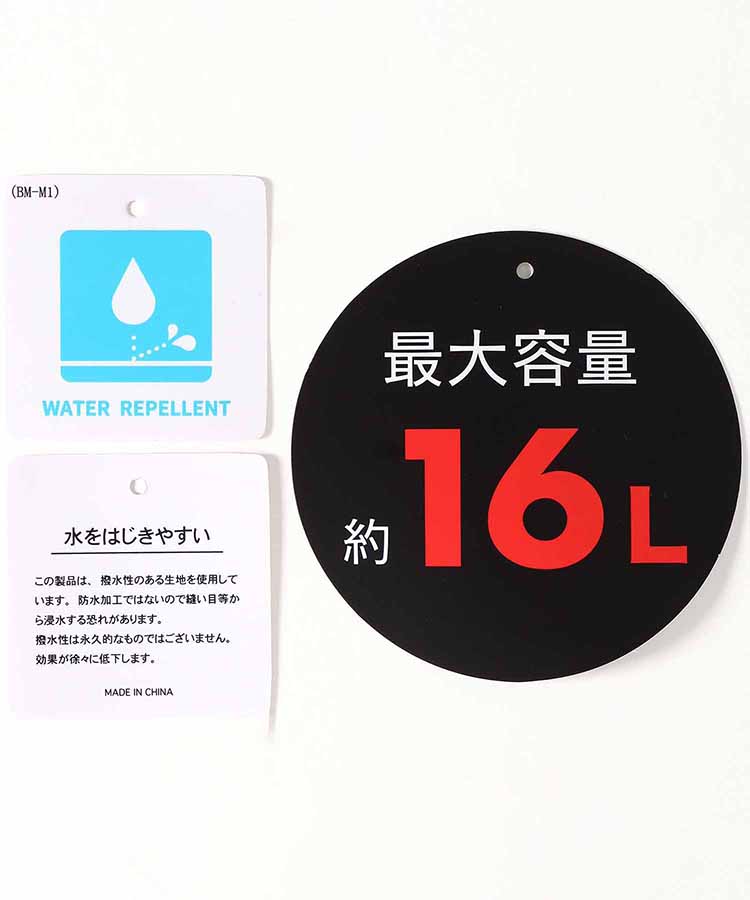 (BM-M1)
WATER REPELLENT
水をはじきやすい
この製品は、撥水性のある生地を使用して
います。防水加工ではないので縫い目等か
ら浸水する恐れがあります。
撥水性は永久的なものではございません。
効果が徐々に低下します。
MADE IN CHINA
最大容量
約16L